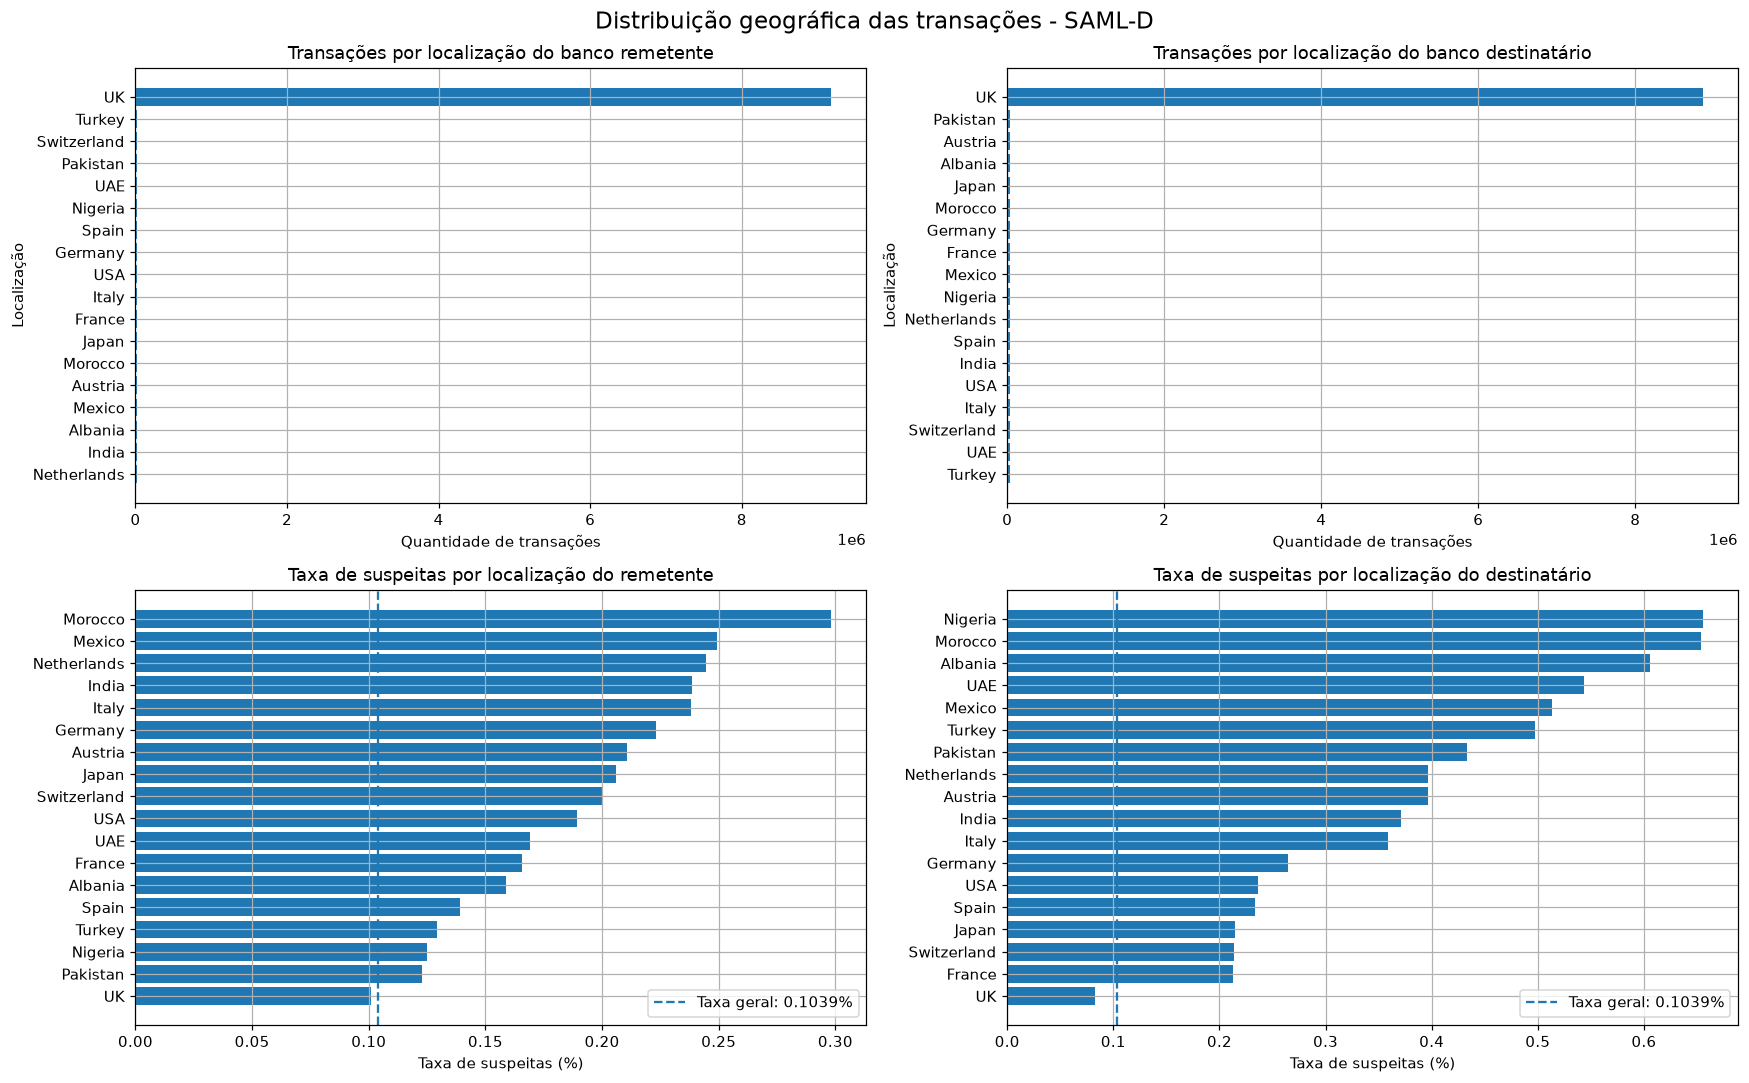 Distribuição geográfica das transações - SAML-D
Transações por localização do banco remetente
Localização
UK
Turkey
Switzerland
Pakistan
UAE
Nigeria
Spain
Germany
USA
Italy
France
Japan
Morocco
Austria
Mexico
Albania
India
Netherlands
0 2 4 6 8
1e6
Quantidade de transações
Transações por localização do banco destinatário
Localização
UK
Pakistan
Austria
Albania
Japan
Morocco
Germany
France
Mexico
Nigeria
Netherlands
Spain
India
USA
Italy
Switzerland
UAE
Turkey
0 2 4 6 8
1e6
Quantidade de transações
Taxa de suspeitas por localização do remetente
Morocco
Mexico
Netherlands
India
Italy
Germany
Austria
Japan
Switzerland
USA
UAE
France
Albania
Spain
Turkey
Nigeria
Pakistan
UK
Taxa geral: 0.1039%
0.00 0.05 0.10 0.15 0.20 0.25 0.30
Taxa de suspeitas (%)
Taxa de suspeitas por localização do destinatário
Nigeria
Morocco
Albania
UAE
Mexico
Turkey
Pakistan
Netherlands
Austria
India
Italy
Germany
USA
Spain
Japan
Switzerland
France
UK
Taxa geral: 0.1039%
0.0 0.1 0.2 0.3 0.4 0.5 0.6
Taxa de suspeitas (%)